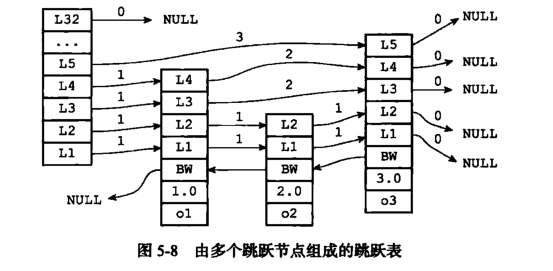 L32 0 NULL
...
L5 3 L5 0 NULL
L4 1 L4 2 L4 0 NULL
L3 1 L3 2 L3 0 NULL
L2 1 L2 1 L2 1 L2 0 NULL
L1 1 L1 1 L1 1 L1 0 NULL
NULL BW BW BW
1.0 2.0 3.0
o1 o2 o3
图 5-8 由多个跳跃节点组成的跳跃表